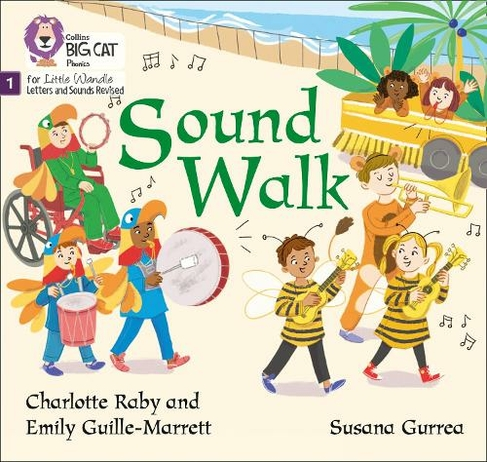 Collins
BIG CAT
Phonics
1
for Little Wandle
Letters and Sounds Revised
Sound
Walk
Charlotte Raby and
Emily Guille-Marrett
Susana Gurrea